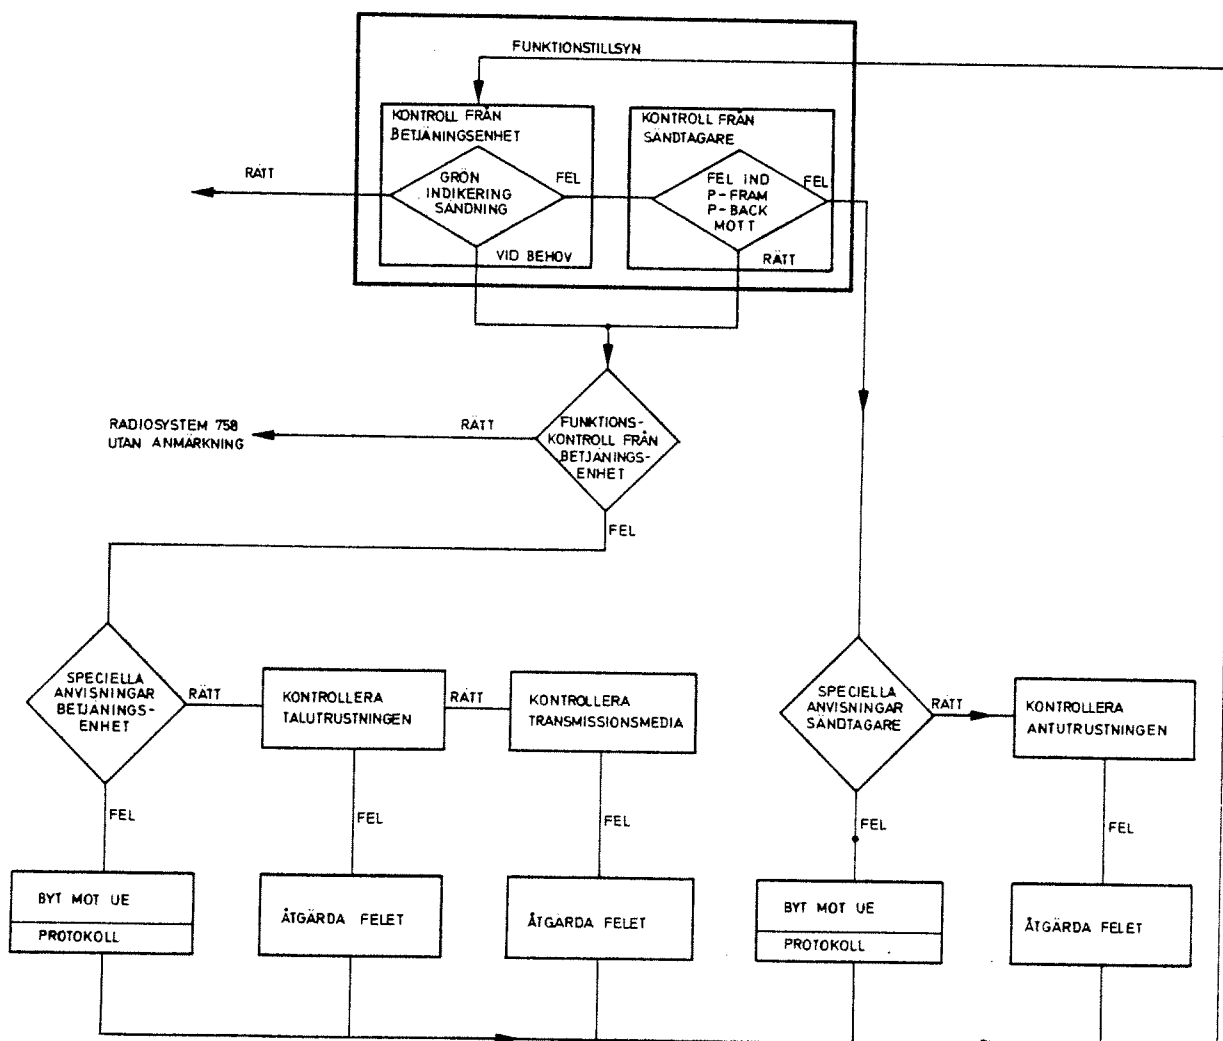 FUNKTIONSTILLSYN
KONTROLL FRÅN
BETJÄNINGSENHET
KONTROLL FRÅN
SÄNDTAGARE
RÄTT
GRÖN
INDIKERING
SÄNDNING
FEL
FEL IND
P-FRAM
P-BACK
MOTT
FEL
VID BEHOV
RÄTT
RADIOSYSTEM 758
UTAN ANMÄRKNING
RÄTT
FUNKTIONS-
KONTROLL FRÅN
BETJÄNINGS-
ENHET
FEL
SPECIELLA
ANVISNINGAR
BETJÄNINGS-
ENHET
RÄTT
KONTROLLERA
TALUTRUSTNINGEN
RÄTT
KONTROLLERA
TRANSMISSIONSMEDIA
SPECIELLA
ANVISNINGAR
SÄNDTAGARE
RÄTT
KONTROLLERA
ANTUTRUSTNINGEN
FEL
FEL
FEL
FEL
FEL
BYT MOT UE
PROTOKOLL
ÅTGÄRDA FELET
ÅTGÄRDA FELET
BYT MOT UE
PROTOKOLL
ÅTGÄRDA FELET